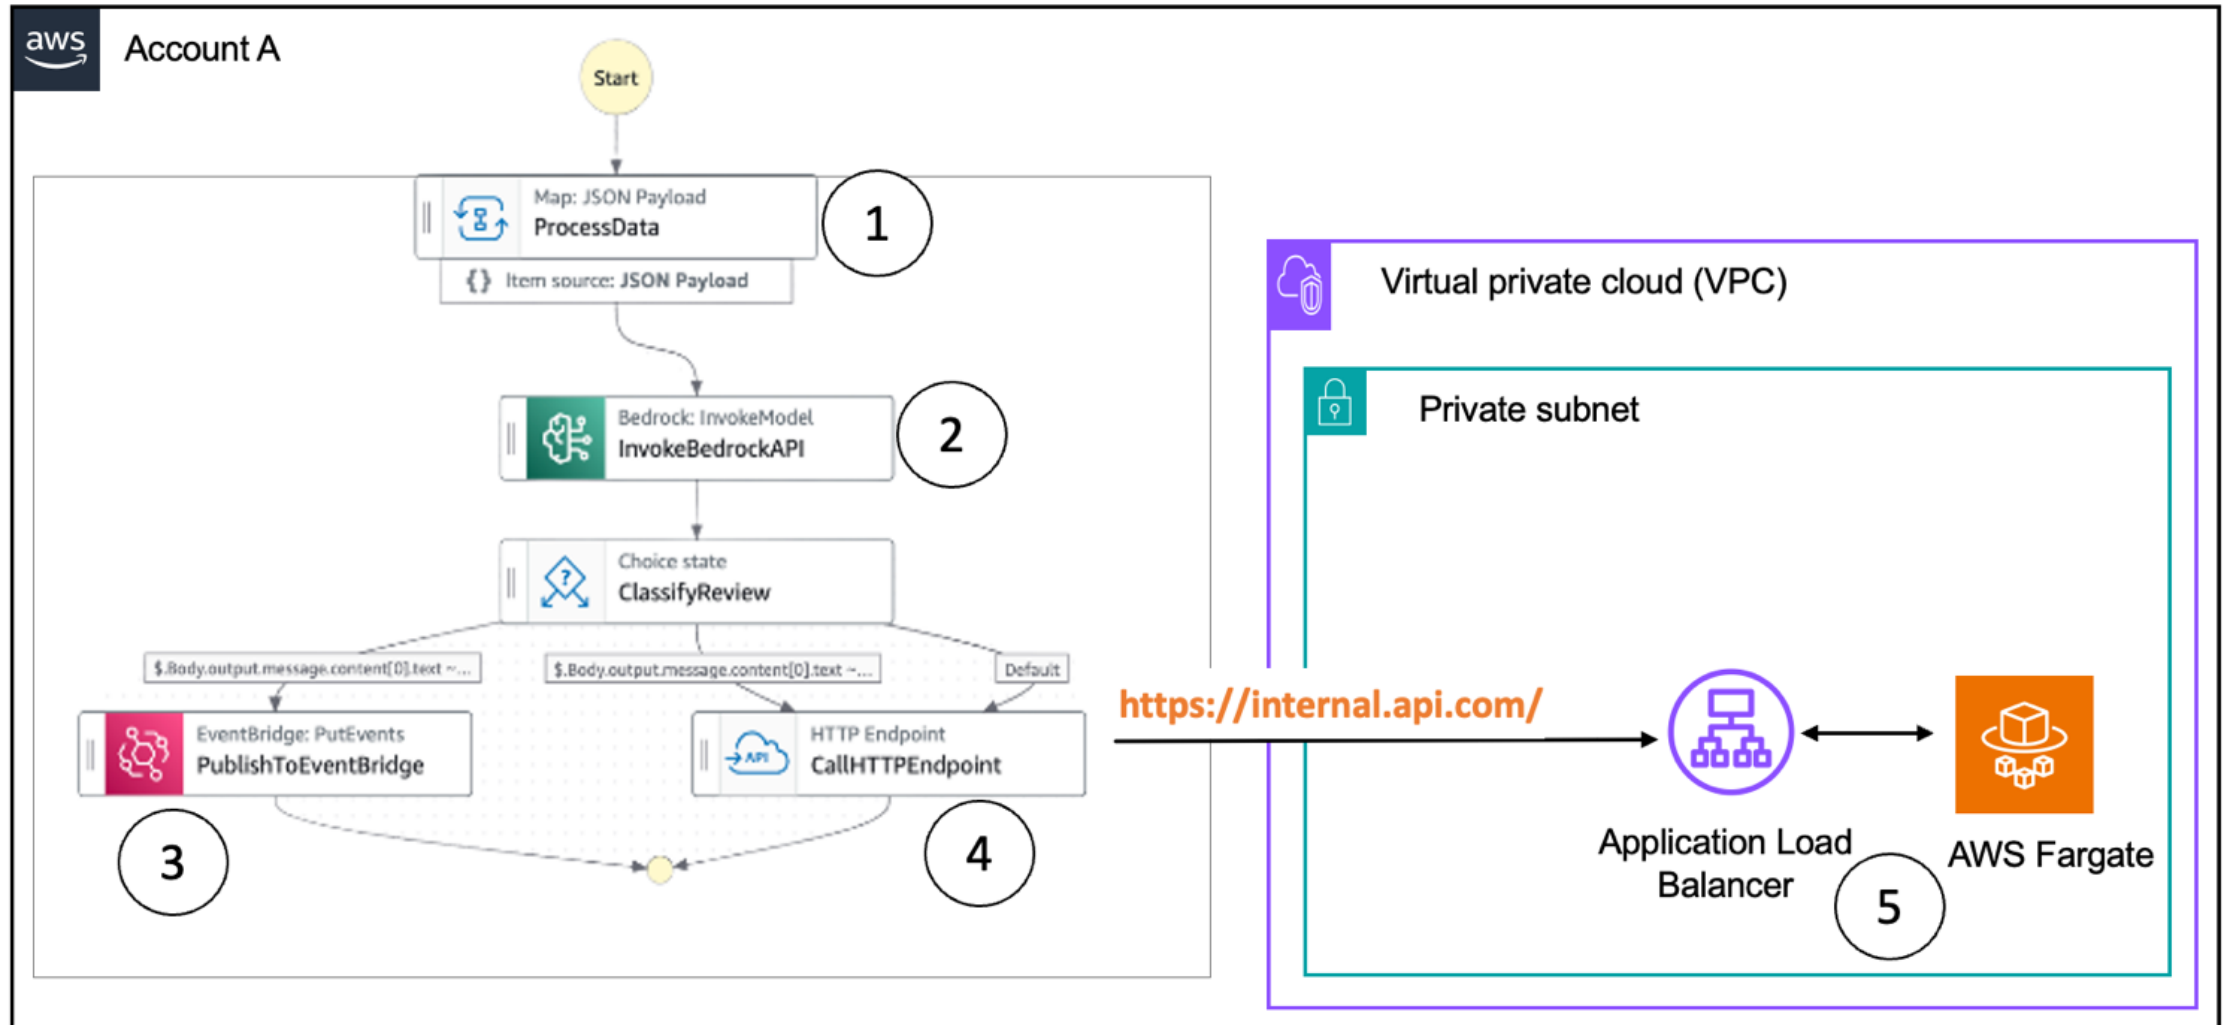 aws
Account A
Start
Map: JSON Payload
ProcessData
1
{} Item source: JSON Payload
Virtual private cloud (VPC)
Bedrock: InvokeModel
InvokeBedrockAPI
2
Private subnet
Choice state
ClassifyReview
?
$.Body.output.message.content[0].text ~...
$.Body.output.message.content[0].text ~...
Default
https://internal.api.com/
EventBridge: PutEvents
PublishToEventBridge
API
HTTP Endpoint
CallHTTPEndpoint
3
4
Application Load
Balancer
AWS Fargate
5